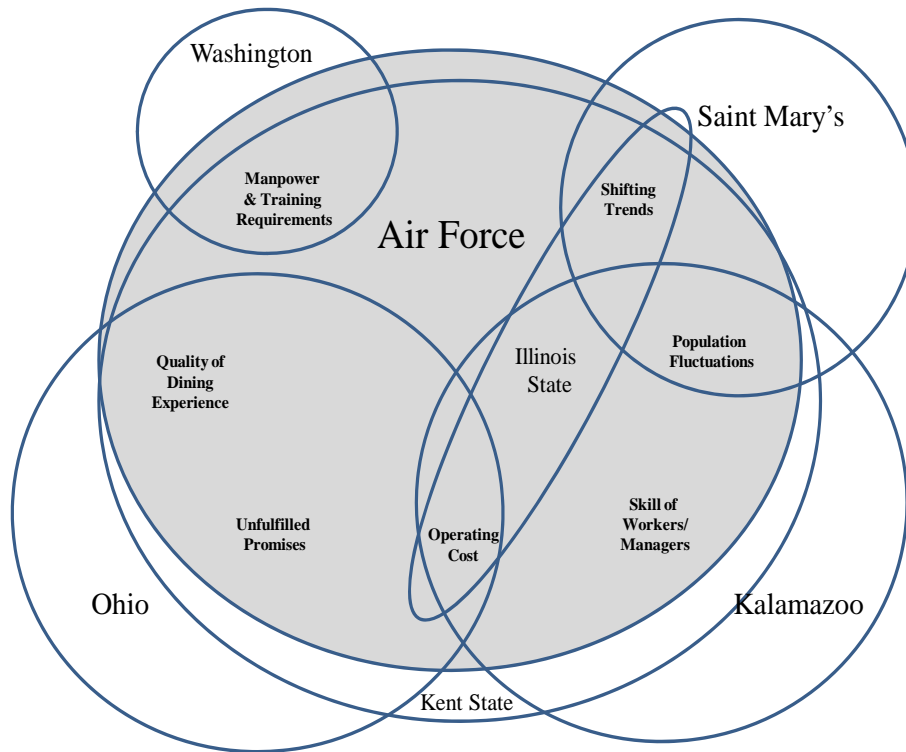 Washington
Saint Mary's
Manpower
& Training
Requirements
Shifting
Trends
Air Force
Population
Fluctuations
Illinois
State
Quality of
Dining
Experience
Skill of
Workers/
Managers
Unfulfilled
Promises
Operating
Cost
Ohio
Kalamazoo
Kent State